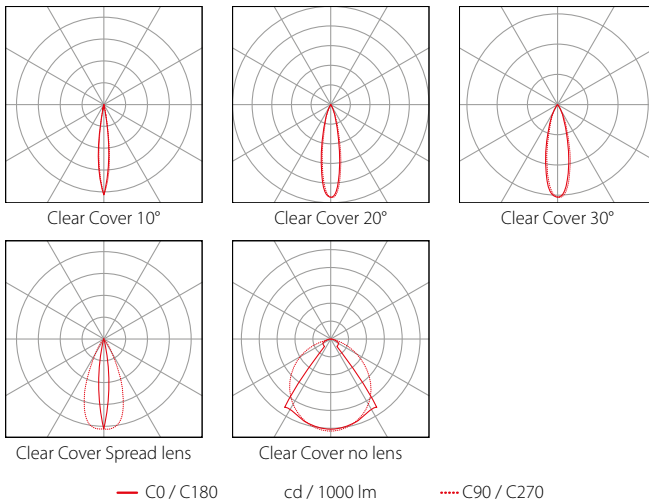 Clear Cover 10°
Clear Cover 20°
Clear Cover 30°
Clear Cover Spread lens
Clear Cover no lens
C0 / C180
cd / 1000 lm
C90 / C270